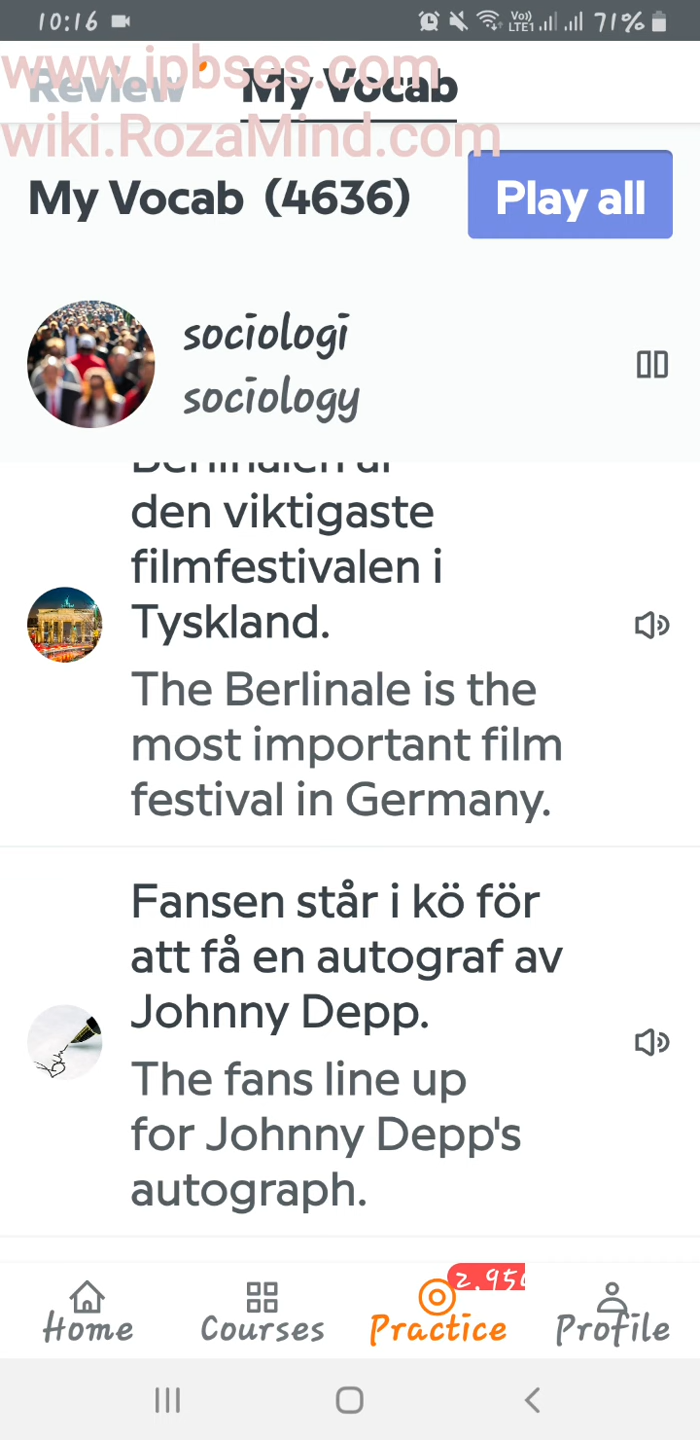 10:16
Vo))
LTE1
71%
www.ipbses.com
Review
My Vocab
wiki.RozaMind.com
My Vocab (4636)
Play all
sociologi
sociology
den viktigaste
filmfestivalen i
Tyskland.
The Berlinale is the
most important film
festival in Germany.
Fansen står i kö för
att få en autograf av
Johnny Depp.
The fans line up
for Johnny Depp's
autograph.
Home
Courses
Practice
Profile